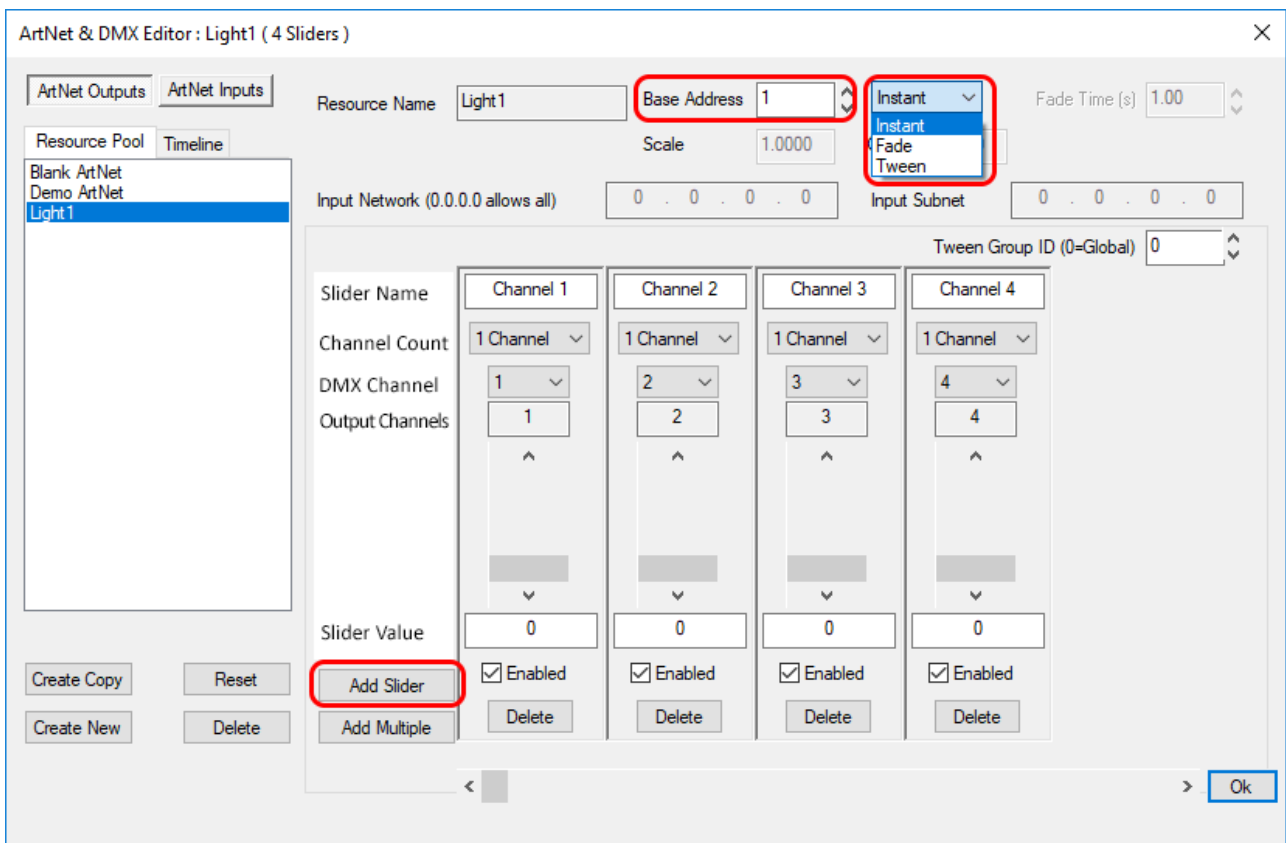 ArtNet & DMX Editor : Light1 ( 4 Sliders )
ArtNet Outputs ArtNet Inputs
Resource Name Light1 Base Address 1 Instant Fade Time (s) 1.00
Instant
Fade
Tween
Scale 1.0000
Resource Pool Timeline
Blank ArtNet
Demo ArtNet
Light1
Input Network (0.0.0.0 allows all) 0 . 0 . 0 . 0 Input Subnet 0 . 0 . 0 . 0
Tween Group ID (0=Global) 0
Slider Name Channel 1 Channel 2 Channel 3 Channel 4
Channel Count 1 Channel 1 Channel 1 Channel 1 Channel
DMX Channel 1 2 3 4
Output Channels 1 2 3 4
Slider Value 0 0 0 0
Create Copy Reset Add Slider Enabled Enabled Enabled Enabled
Create New Delete Add Multiple Delete Delete Delete Delete
Ok